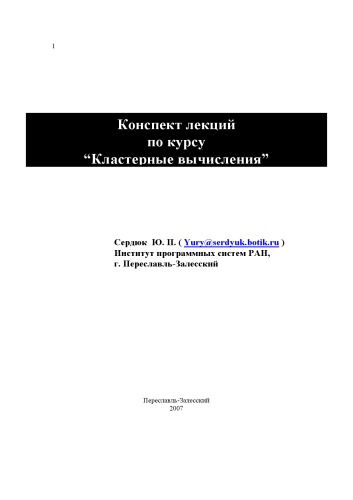 1
Конспект лекций
по курсу
“Кластерные вычисления”
Сердюк Ю. П. ( Yury@serdyuk.botik.ru )
Институт программных систем РАН,
г. Переславль-Залесский
Переславль-Залесский
2007